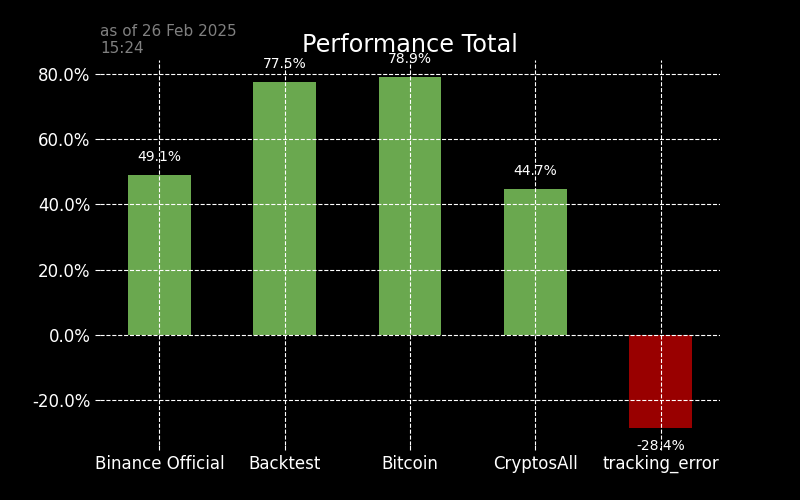 as of 26 Feb 2025
15:24
Performance Total
80.0%
60.0%
40.0%
20.0%
0.0%
-20.0%
49.1%
77.5%
78.9%
44.7%
-28.4%
Binance Official
Backtest
Bitcoin
CryptosAll
tracking_error